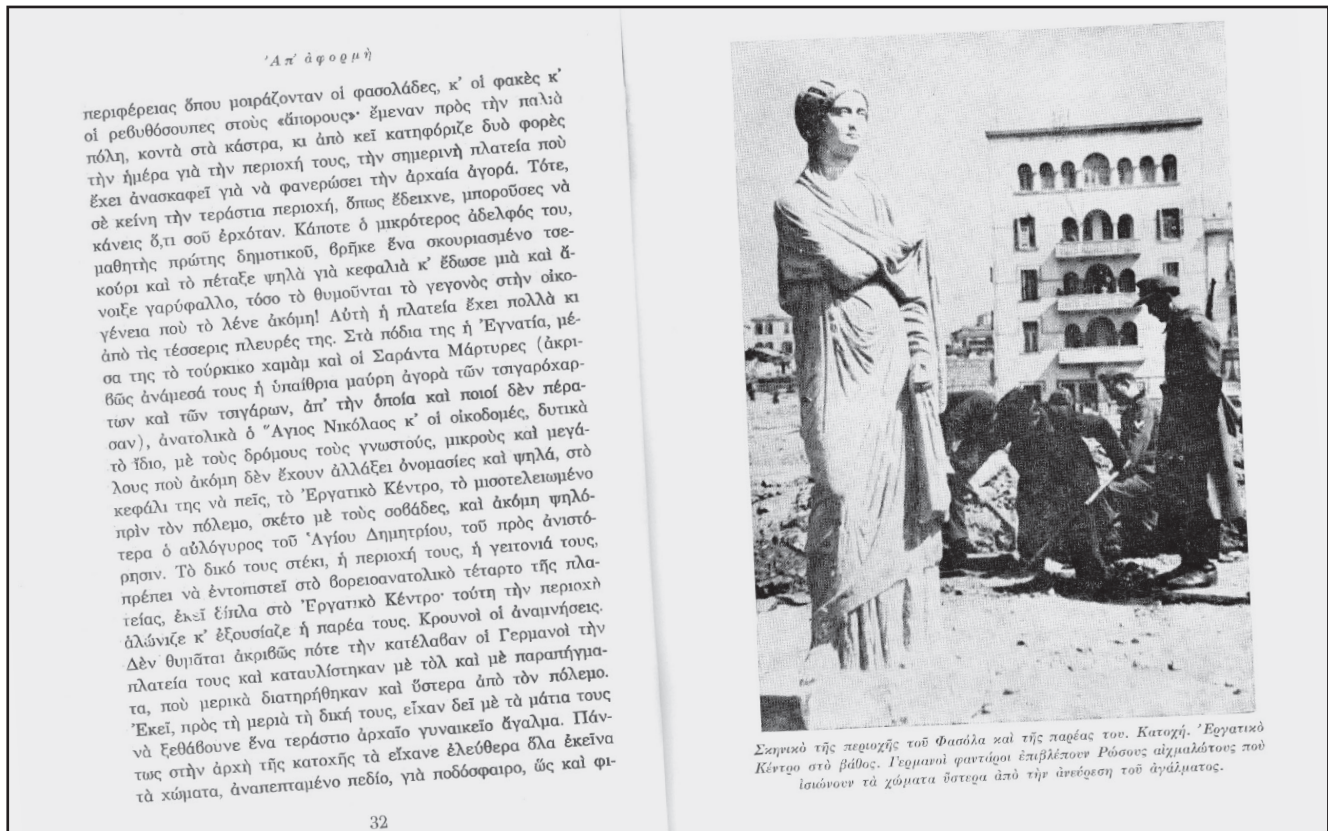 Ἀπ' ἀφορμὴ
περιφέρειας ὅπου μοιράζονταν οἱ φασολάδες, κ' οἱ φακὲς κ'
οἱ ρεβυθόσουπες στοὺς «ἄπορους»· ἔμεναν πρὸς τὴν παλιὰ
πόλη, κοντὰ στὰ κάστρα, κι ἀπὸ κεῖ κατηφόριζε δυὸ φορὲς
τὴν ἡμέρα γιὰ τὴν περιοχή τους, τὴν σημερινὴ πλατεία ποὺ
ἔχει ἀνασκαφεῖ γιὰ νὰ φανερώσει τὴν ἀρχαία ἀγορά. Τότε,
σὲ κείνη τὴν τεράστια περιοχή, ὅπως ἔδειχνε, μποροῦσες νὰ
κάνεις ὅ,τι σοῦ ἐρχόταν. Κάποτε ὁ μικρότερος ἀδελφός του,
μαθητὴς πρώτης δημοτικοῦ, βρῆκε ἕνα σκουριασμένο τσε-
κούρι καὶ τὸ πέταξε ψηλὰ γιὰ κεφαλιὰ κ' ἔδωσε μιὰ καὶ ἄ-
νοιξε γαρύφαλλο, τόσο τὸ θυμοῦνται τὸ γεγονὸς στὴν οἰκο-
γένεια ποὺ τὸ λένε ἀκόμη! Αὐτὴ ἡ πλατεία ἔχει πολλὰ κι
ἀπὸ τὶς τέσσερις πλευρές της. Στὰ πόδια της ἡ Ἐγνατία, μέ-
σα της τὸ τούρκικο χαμὰμ καὶ οἱ Σαράντα Μάρτυρες (ἀκρι-
βῶς ἀνάμεσά τους ἡ ὑπαίθρια μαύρη ἀγορὰ τῶν τσιγαρόχαρ-
των καὶ τῶν τσιγάρων, ἀπ' τὴν ὁποία καὶ ποιοί δὲν πέρα-
σαν), ἀνατολικὰ ὁ Ἅγιος Νικόλαος κ' οἱ οἰκοδομές, δυτικὰ
τὸ ἴδιο, μὲ τοὺς δρόμους τοὺς γνωστούς, μικροὺς καὶ μεγά-
λους ποὺ ἀκόμη δὲν ἔχουν ἀλλάξει ὀνομασίες καὶ ψηλά, στὸ
κεφάλι της νὰ πεῖς, τὸ Ἐργατικὸ Κέντρο, τὸ μισοτελειωμένο
πρὶν τὸν πόλεμο, σκέτο μὲ τοὺς σοβάδες, καὶ ἀκόμη ψηλό-
τερα ὁ αὐλόγυρος τοῦ Ἁγίου Δημητρίου, τοῦ πρὸς ἀνιστό-
ρησιν. Τὸ δικό τους στέκι, ἡ περιοχή τους, ἡ γειτονιά τους,
πρέπει νὰ ἐντοπιστεῖ στὸ βορειοανατολικὸ τέταρτο τῆς πλα-
τείας, ἐκεῖ δίπλα στὸ Ἐργατικὸ Κέντρο· τούτη τὴν περιοχὴ
ἁλώνιζε κ' ἐξουσίαζε ἡ παρέα τους. Κρουνοὶ οἱ ἀναμνήσεις.
Δὲν θυμᾶται ἀκριβῶς πότε τὴν κατέλαβαν οἱ Γερμανοὶ τὴν
πλατεία τους καὶ καταυλίστηκαν μὲ τὸλ καὶ μὲ παραπήγμα-
τα, ποὺ μερικὰ διατηρήθηκαν καὶ ὕστερα ἀπὸ τὸν πόλεμο.
Ἐκεῖ, πρὸς τὴ μεριὰ τὴ δική τους, εἶχαν δεῖ μὲ τὰ μάτια τους
νὰ ξεθάβουνε ἕνα τεράστιο ἀρχαῖο γυναικεῖο ἄγαλμα. Πάν-
τως στὴν ἀρχὴ τῆς κατοχῆς τὰ εἴχανε ἐλεύθερα ὅλα ἐκεῖνα
τὰ χώματα, ἀναπεπταμένο πεδίο, γιὰ ποδόσφαιρο, ὥς καὶ φι-
32
Σκηνικὸ τῆς περιοχῆς τοῦ Φασόλα καὶ τῆς παρέας του. Κατοχή. Ἐργατικὸ
Κέντρο στὸ βάθος. Γερμανοὶ φαντάροι ἐπιβλέπουν Ρώσους αἰχμαλώτους ποὺ
ἰσιώνουν τὰ χώματα ὕστερα ἀπὸ τὴν ἀνεύρεση τοῦ ἀγάλματος.